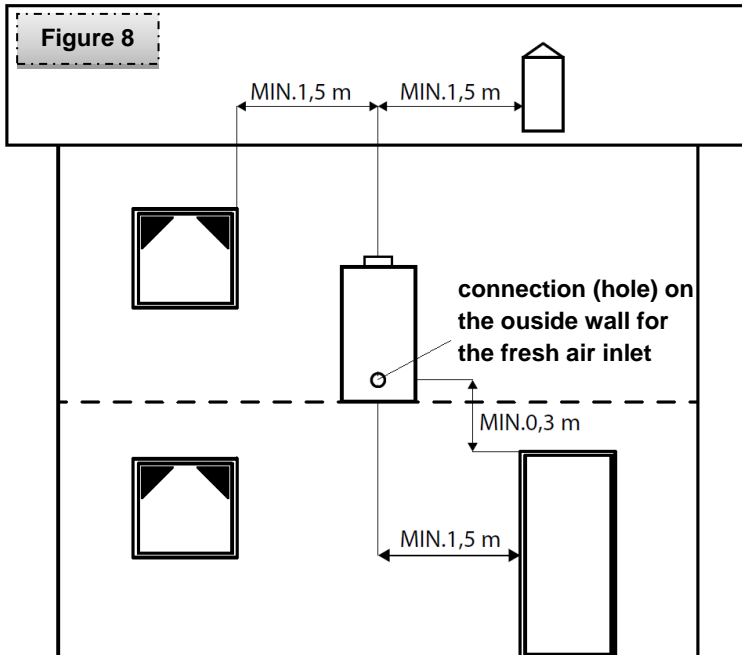 Figure 8
MIN.1,5 m
MIN.1,5 m
connection (hole) on
the ouside wall for
the fresh air inlet
MIN.0,3 m
MIN.1,5 m